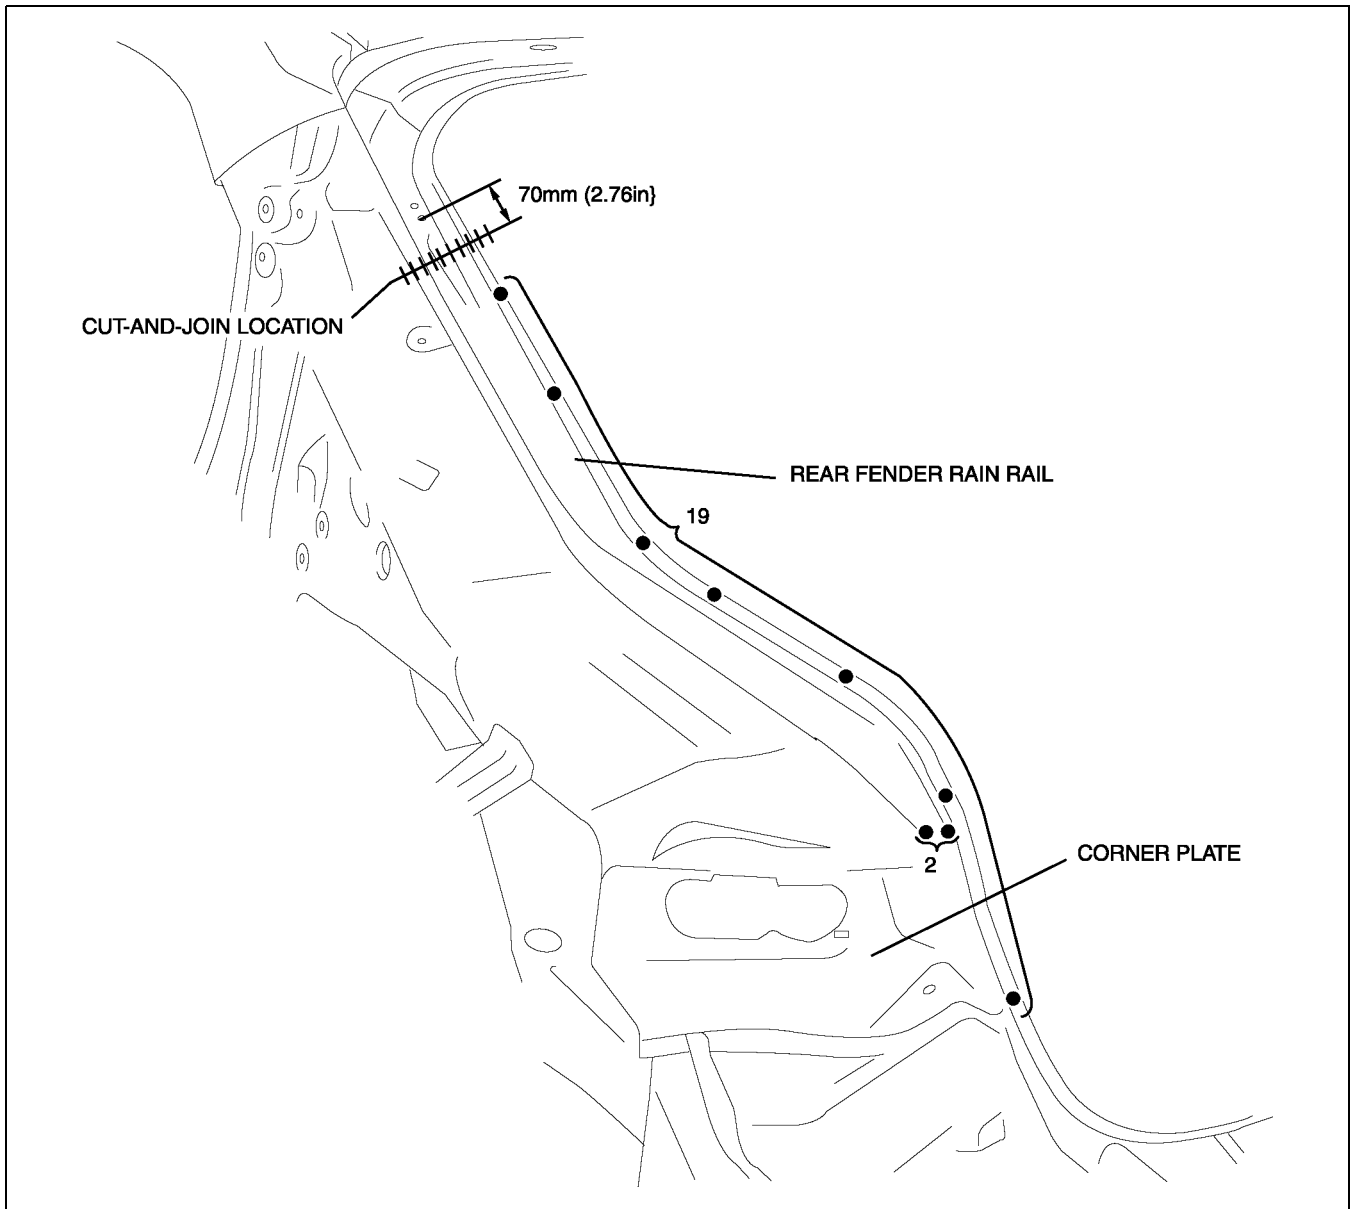 70mm (2.76in}
CUT-AND-JOIN LOCATION
REAR FENDER RAIN RAIL
19
2
CORNER PLATE